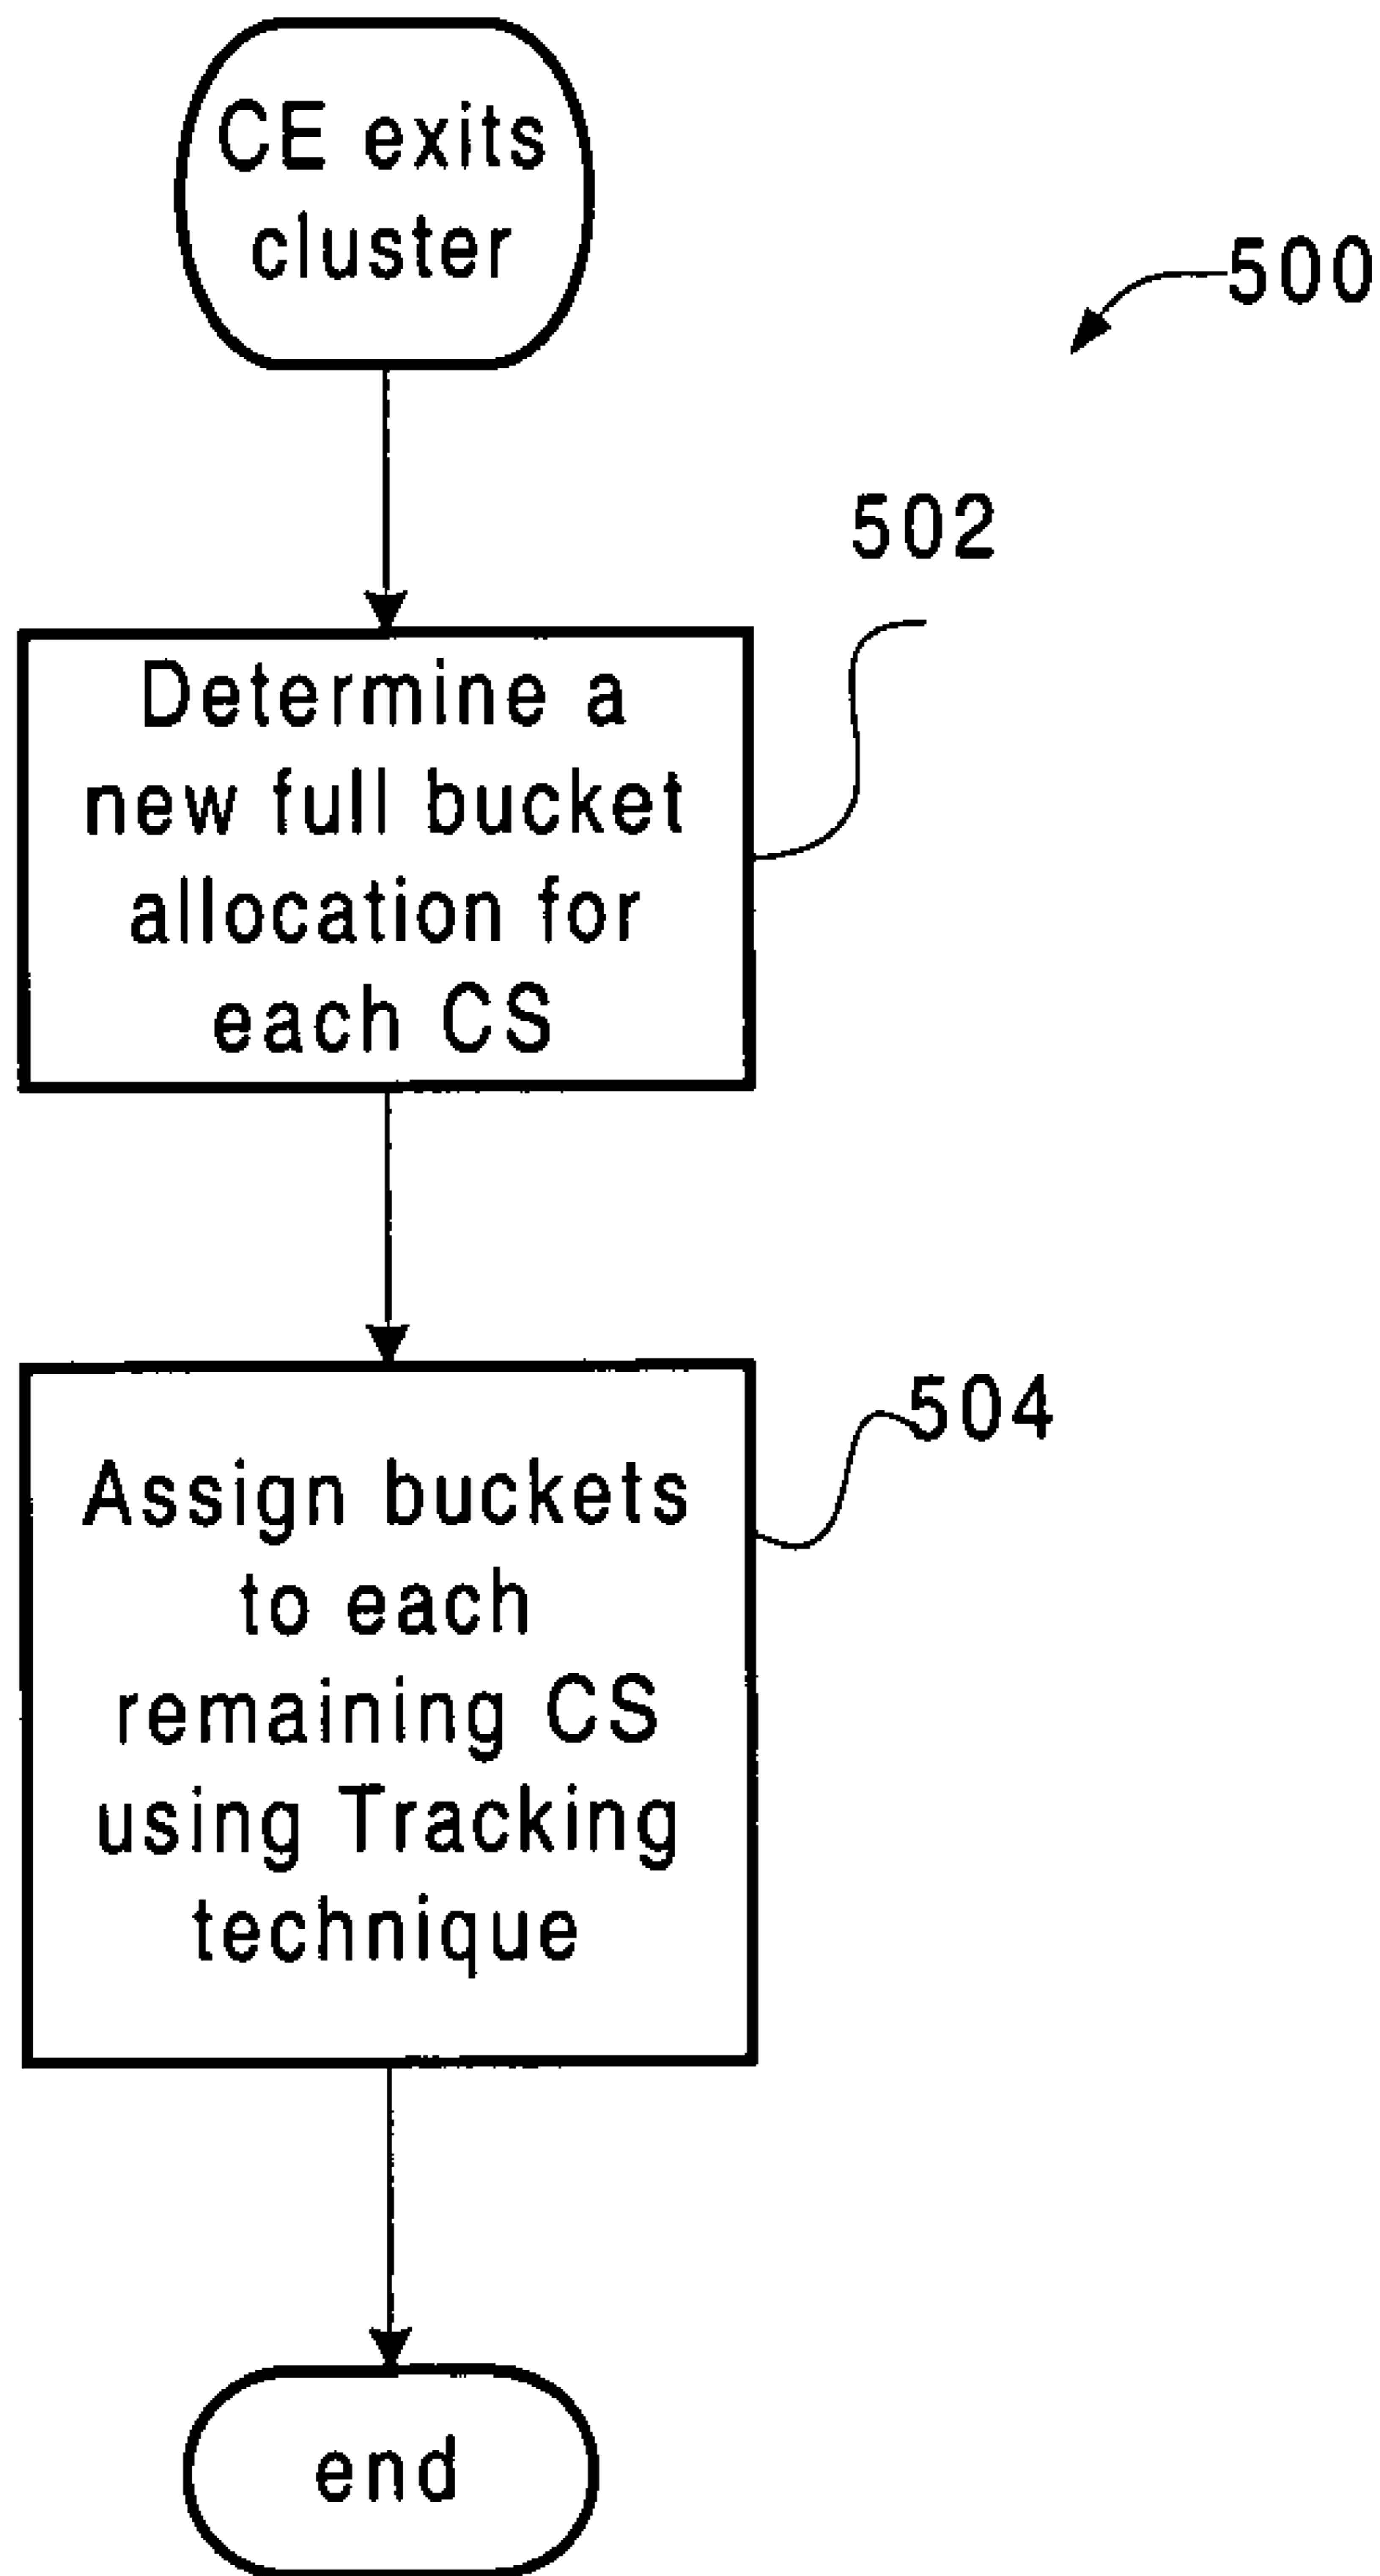 CE exits
cluster
500
502
Determine a
new full bucket
allocation for
each CS
504
Assign buckets
to each
remaining CS
using Tracking
technique
end